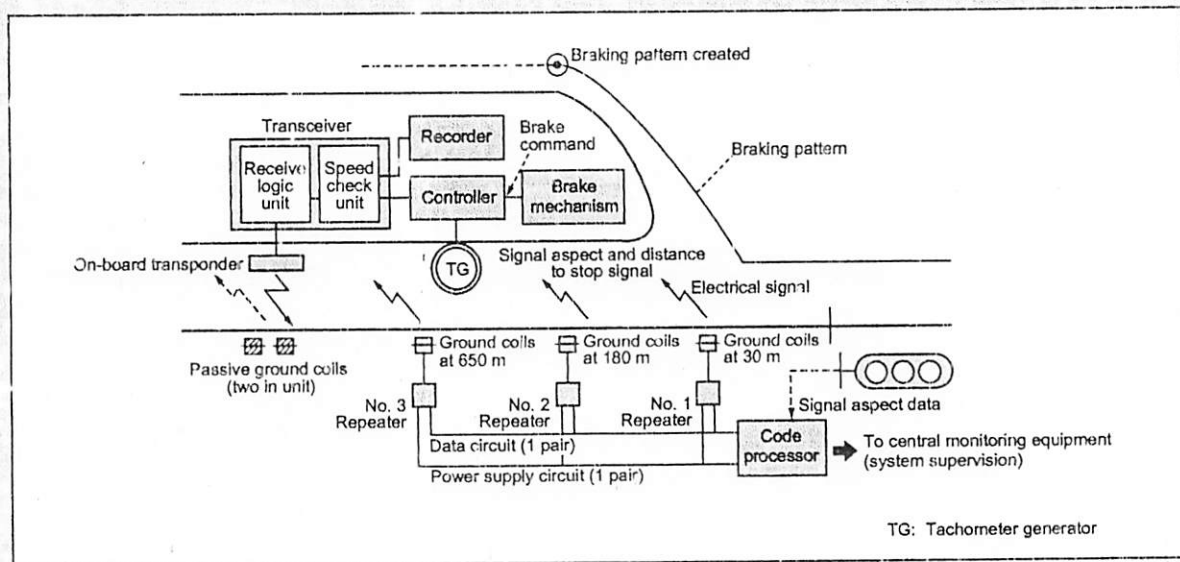 Braking pattern created
Transceiver
Recorder
Brake
command
Braking pattern
Receive
logic
unit
Speed
check
unit
Controller
Brake
mechanism
On-board transponder
TG
Signal aspect and distance
to stop signal
Electrical signal
Passive ground coils
(two in unit)
Ground coils
at 650 m
Ground coils
at 180 m
Ground coils
at 30 m
No. 3
Repeater
No. 2
Repeater
No. 1
Repeater
Signal aspect data
Data circuit (1 pair)
Power supply circuit (1 pair)
Code
processor
To central monitoring equipment
(system supervision)
TG: Tachometer generator